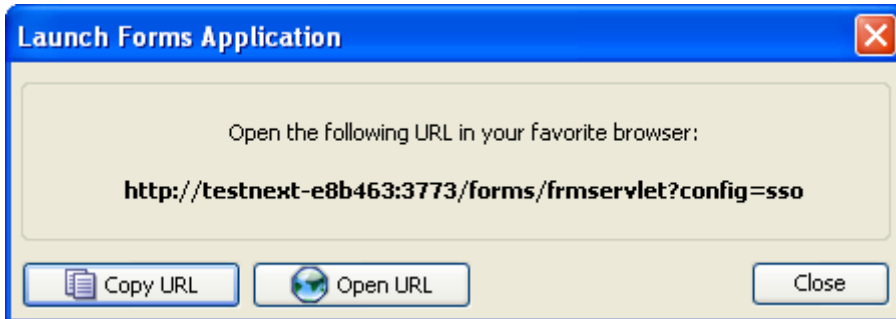 Launch Forms Application
Open the following URL in your favorite browser:
http://testnext-e8b463:3773/forms/frmservlet?config=sso
Copy URL Open URL Close